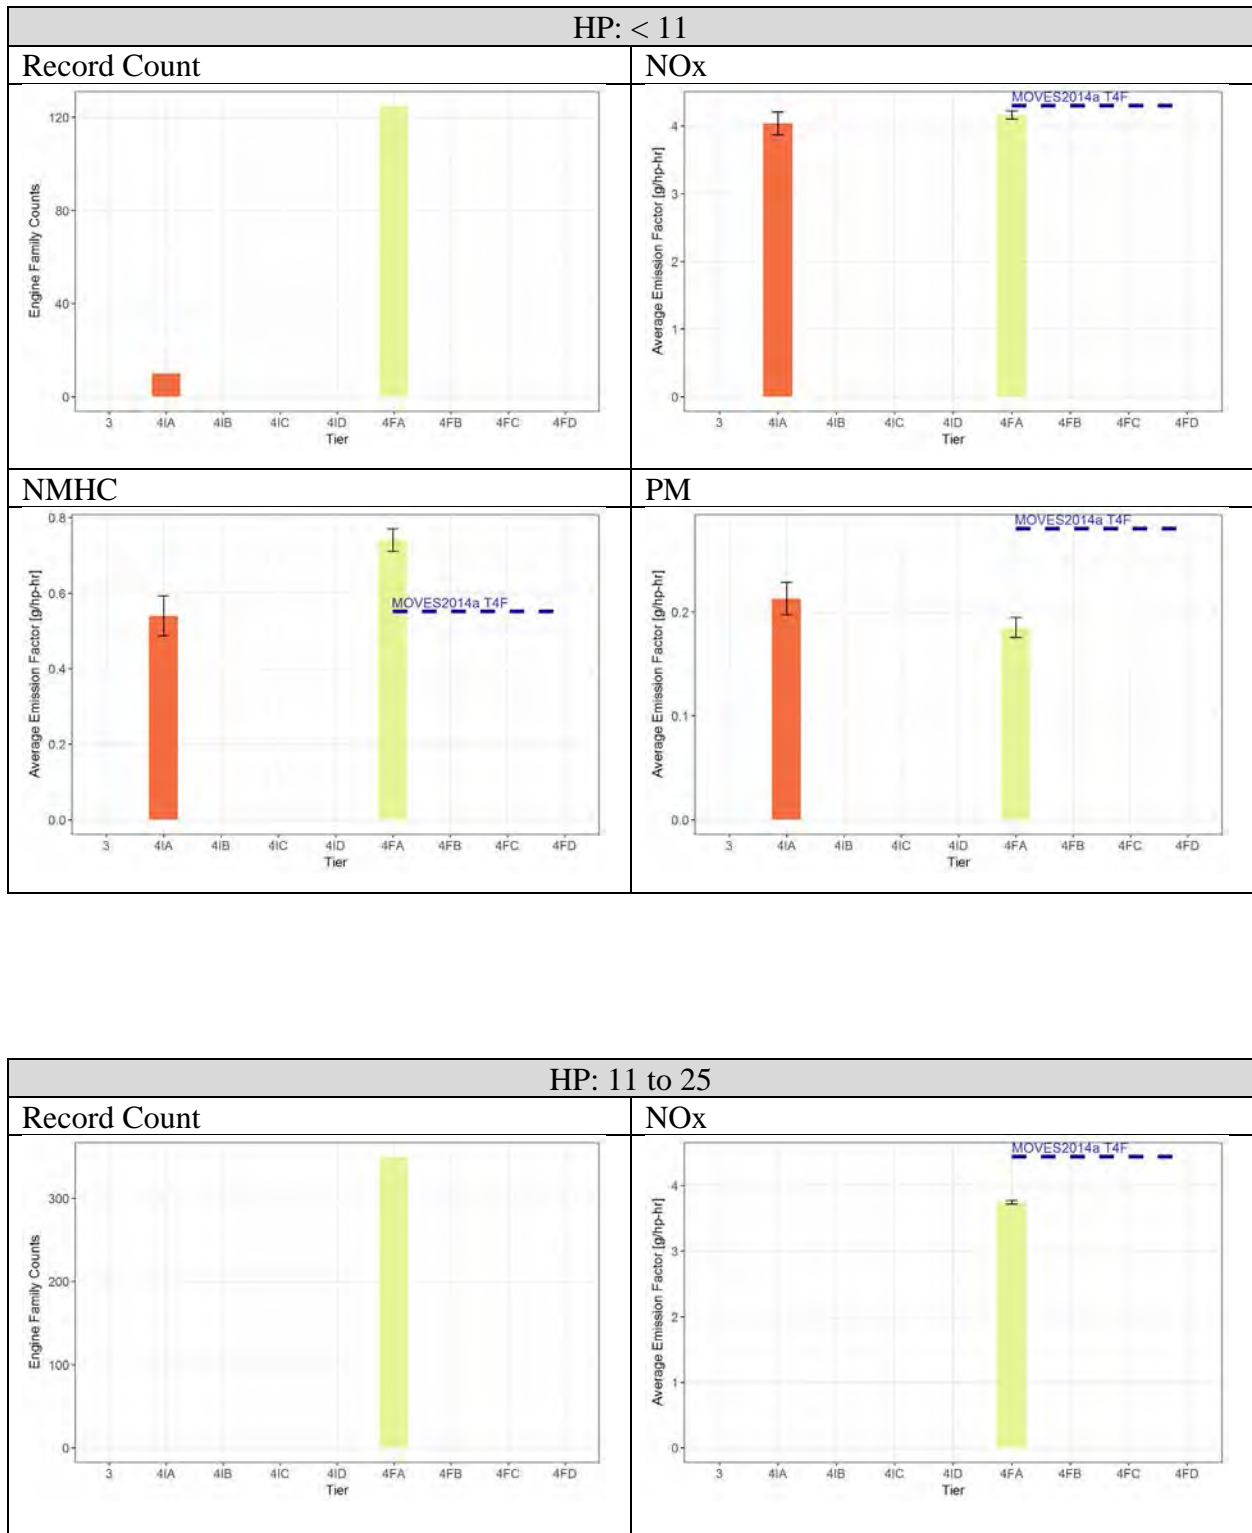 HP: < 11
Record Count
NOx
120
80
40
0
Engine Family Counts
3 4IA 4IB 4IC 4ID 4FA 4FB 4FC 4FD
Tier
MOVES2014a T4F
4
3
2
1
0
Average Emission Factor [g/hp-hr]
3 4IA 4IB 4IC 4ID 4FA 4FB 4FC 4FD
Tier
NMHC
PM
0.8
0.6
0.4
0.2
0.0
Average Emission Factor [g/hp-hr]
MOVES2014a T4F
3 4IA 4IB 4IC 4ID 4FA 4FB 4FC 4FD
Tier
MOVES2014a T4F
0.2
0.1
0.0
Average Emission Factor [g/hp-hr]
3 4IA 4IB 4IC 4ID 4FA 4FB 4FC 4FD
Tier
HP: 11 to 25
Record Count
NOx
300
200
100
0
Engine Family Counts
3 4IA 4IB 4IC 4ID 4FA 4FB 4FC 4FD
Tier
MOVES2014a T4F
4
3
2
1
0
Average Emission Factor [g/hp-hr]
3 4IA 4IB 4IC 4ID 4FA 4FB 4FC 4FD
Tier